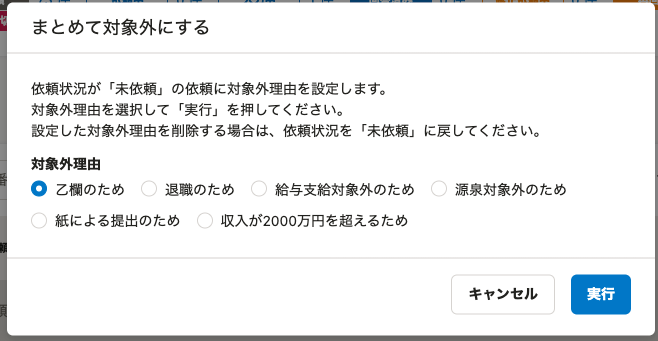 まとめて対象外にする
依頼状況が「未依頼」の依頼に対象外理由を設定します。
対象外理由を選択して「実行」を押してください。
設定した対象外理由を削除する場合は、依頼状況を「未依頼」に戻してください。
対象外理由
乙欄のため 退職のため 給与支給対象外のため 源泉対象外のため
紙による提出のため 収入が2000万円を超えるため
キャンセル 実行